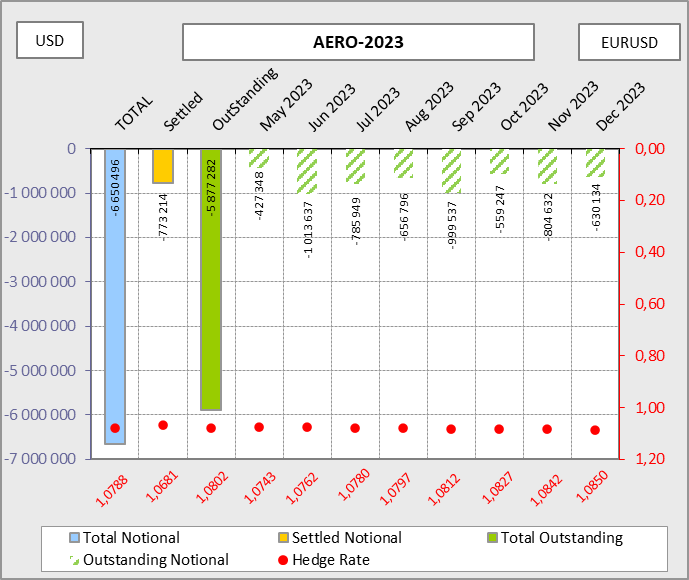 USD
AERO-2023
EURUSD
TOTAL
Settled
OutStanding
May 2023
Jun 2023
Jul 2023
Aug 2023
Sep 2023
Oct 2023
Nov 2023
Dec 2023
0
-1 000 000
-2 000 000
-3 000 000
-4 000 000
-5 000 000
-6 000 000
-7 000 000
-6 650 496
-773 214
-5 877 282
-427 348
-1 013 637
-785 949
-656 796
-999 537
-559 247
-804 632
-630 134
0,00
0,20
0,40
0,60
0,80
1,00
1,20
1,0788
1,0681
1,0802
1,0743
1,0762
1,0780
1,0797
1,0812
1,0827
1,0842
1,0850
Total Notional
Settled Notional
Total Outstanding
Outstanding Notional
Hedge Rate